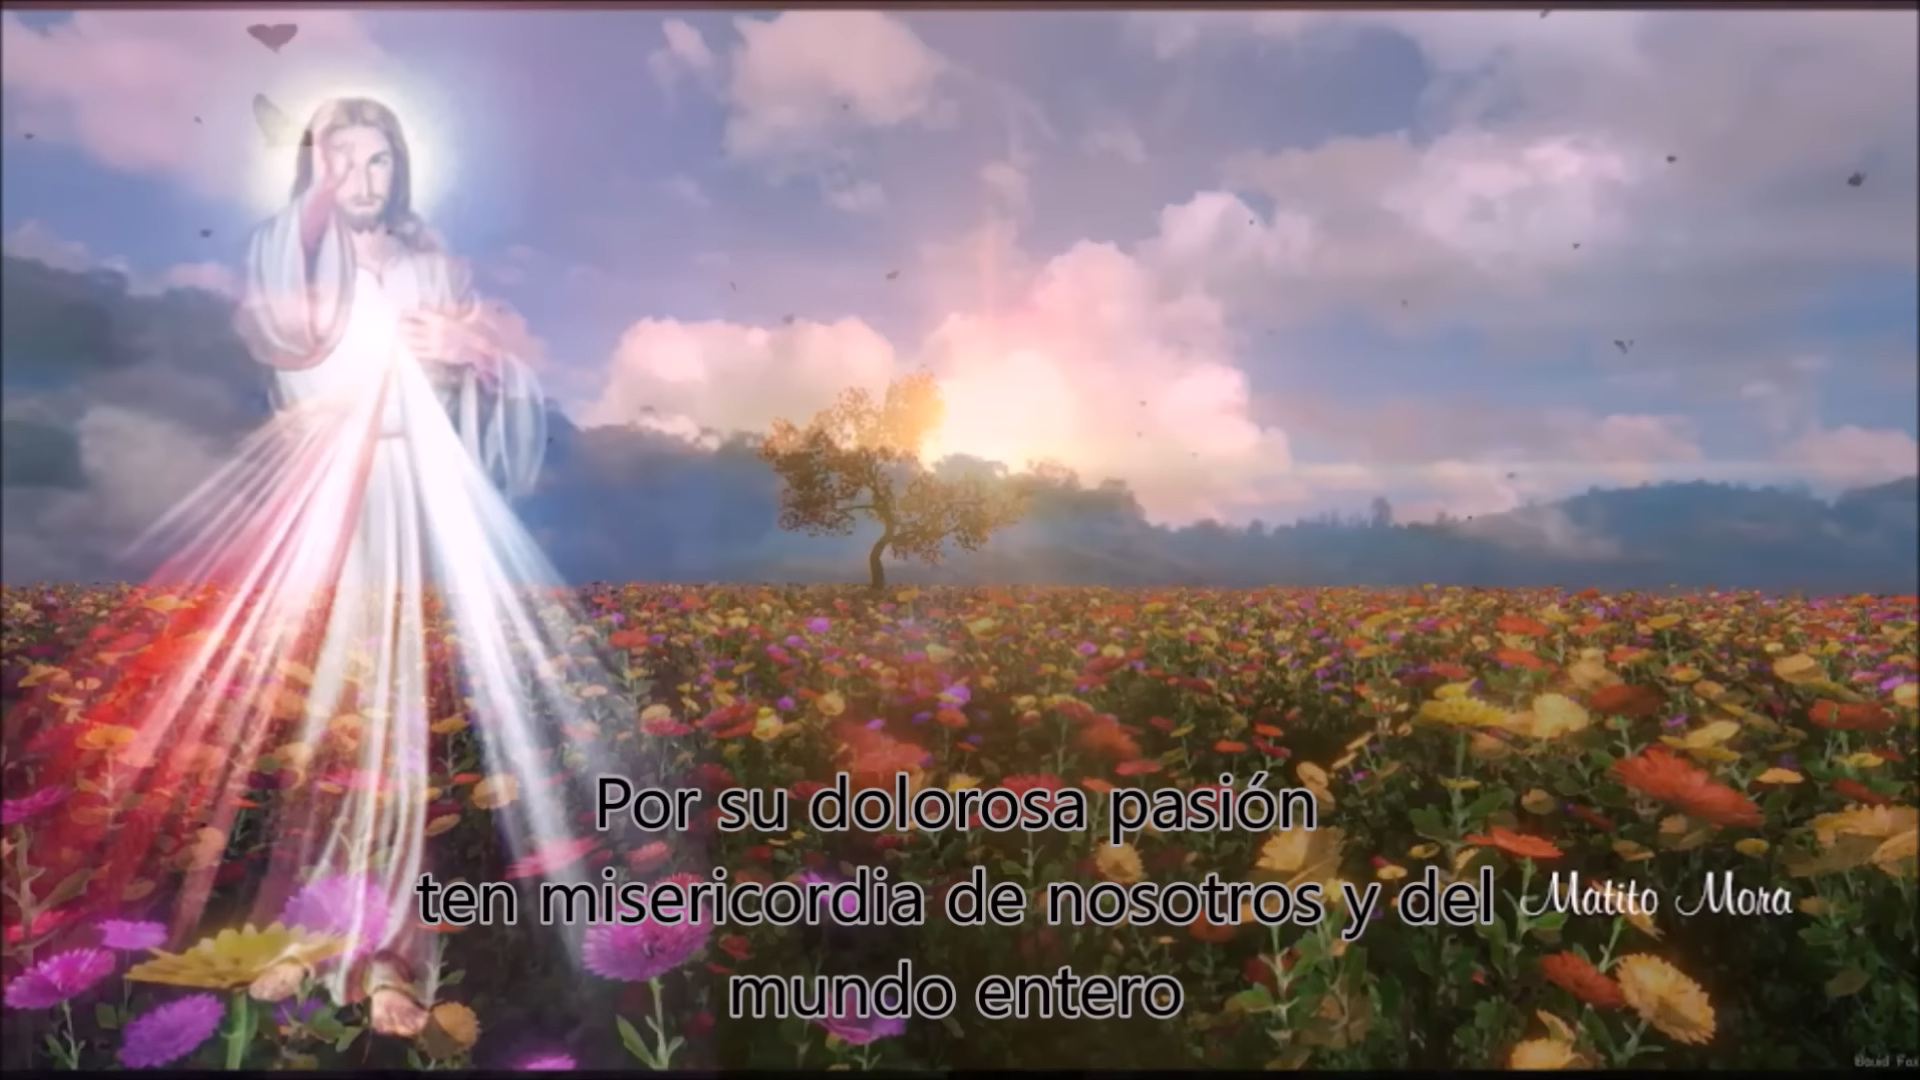 Por su dolorosa pasión
ten misericordia de nosotros y del
Matito Mora
mundo entero